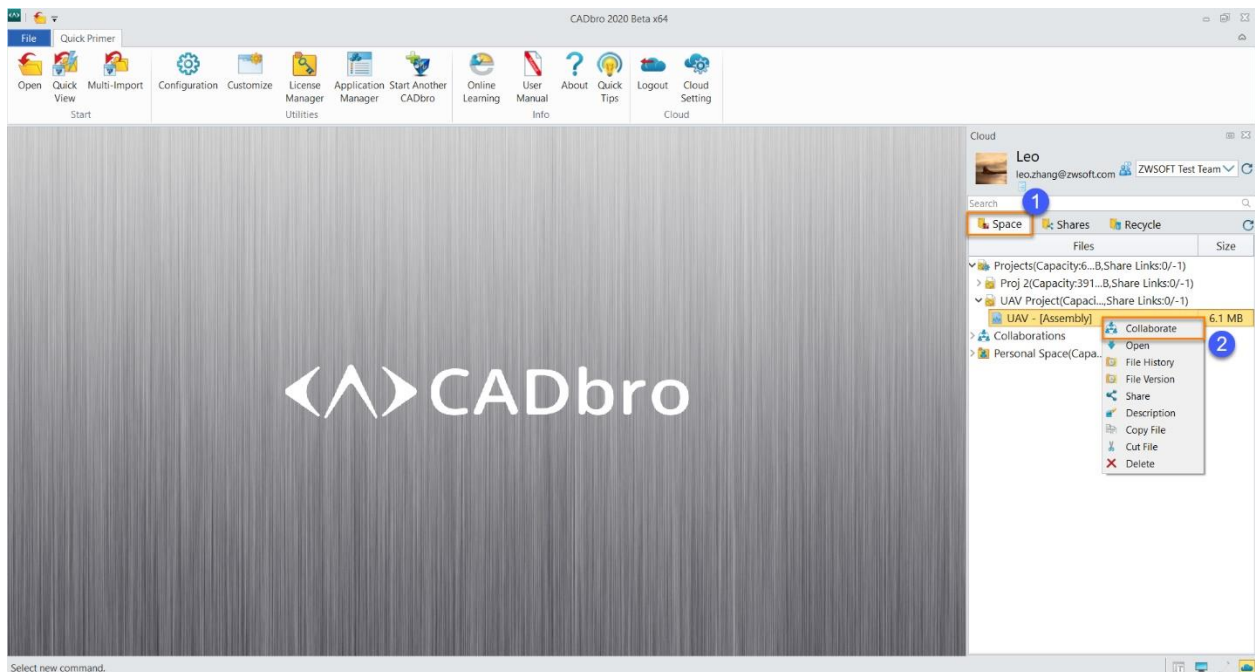 CADbro 2020 Beta x64
File Quick Primer
Open Quick View Multi-Import Configuration Customize License Manager Application Manager Start Another CADbro Online Learning User Manual About Quick Tips Logout Cloud Setting
Start Utilities Info Cloud
Cloud
Leo
leo.zhang@zwsoft.com ZWSOFT Test Team
Search
1
Space Shares Recycle
Files Size
Projects(Capacity:6...B,Share Links:0/-1)
Proj 2(Capacity:391...B,Share Links:0/-1)
UAV Project(Capaci...,Share Links:0/-1)
UAV - [Assembly] 6.1 MB
Collaborations
Personal Space(Capa..
Collaborate
2
Open
File History
File Version
Share
Description
Copy File
Cut File
Delete
CADbro
Select new command.